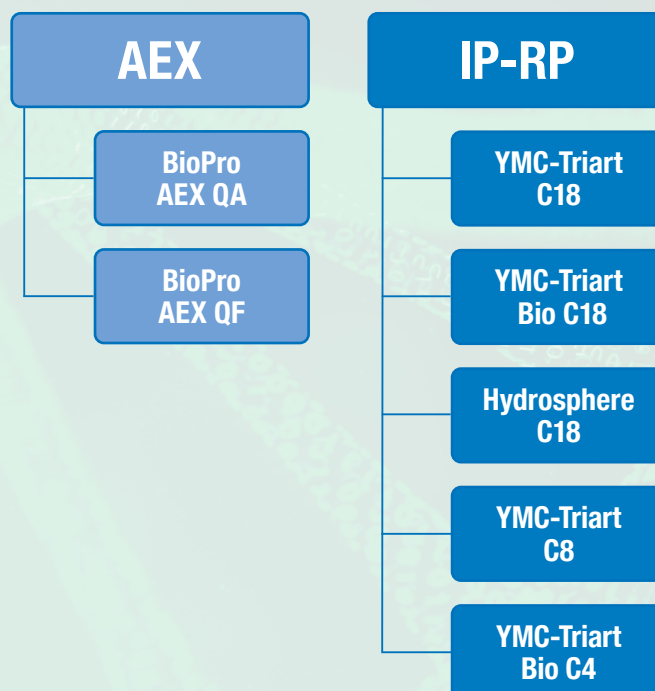 AEX
BioPro
AEX QA
BioPro
AEX QF
IP-RP
YMC-Triart
C18
YMC-Triart
Bio C18
Hydrosphere
C18
YMC-Triart
C8
YMC-Triart
Bio C4